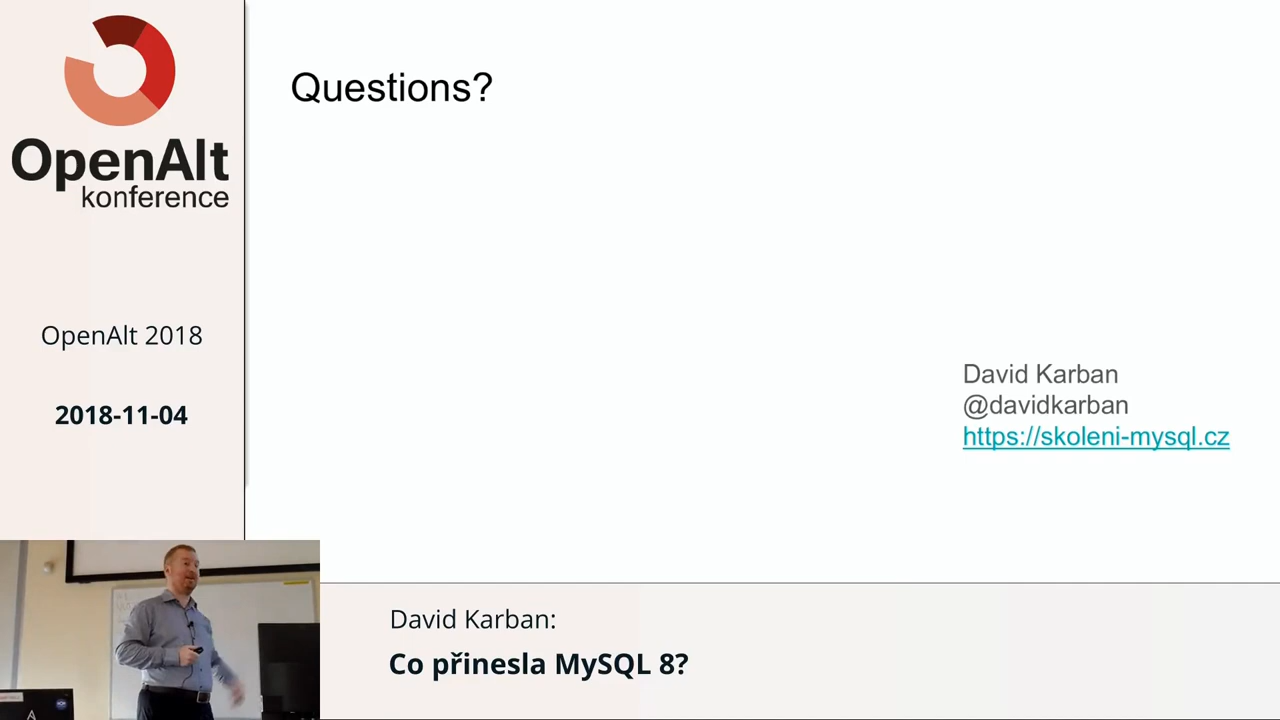 OpenAlt
konference
OpenAlt 2018
2018-11-04
Questions?
David Karban
@davidkarban
https://skoleni-mysql.cz
David Karban:
Co přinesla MySQL 8?